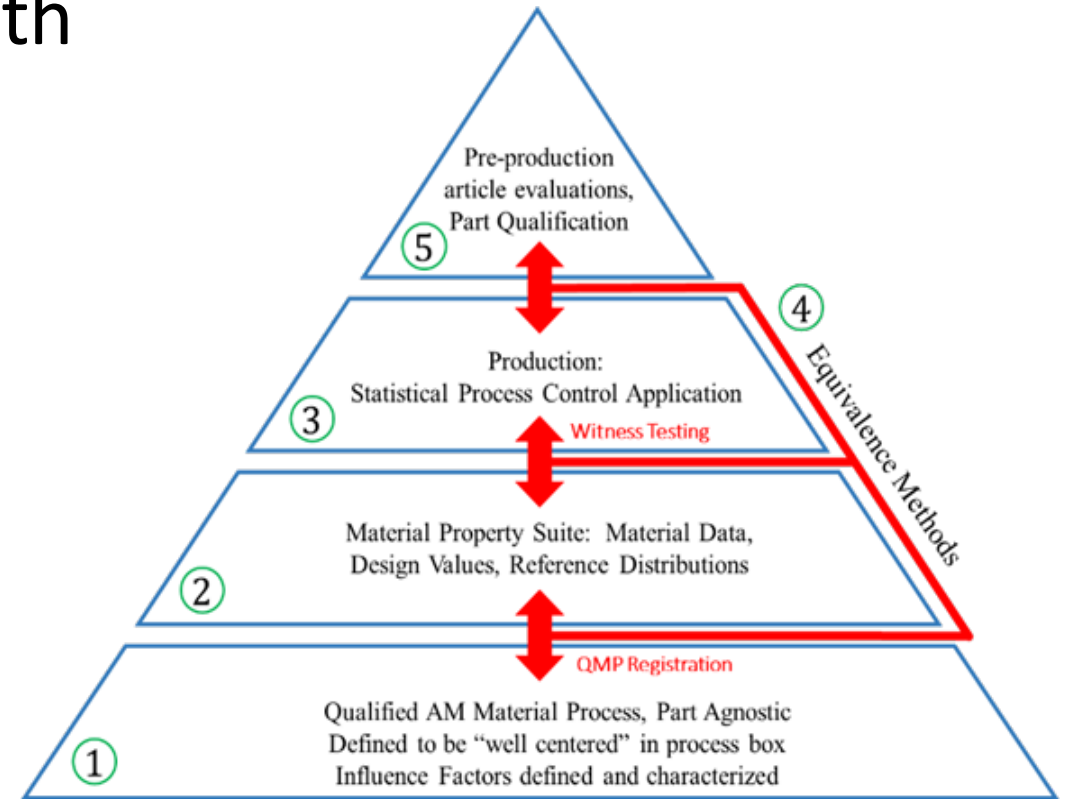 th
Pre-production
article evaluations,
Part Qualification
5
4
Equivalence Methods
Production:
Statistical Process Control Application
3
Witness Testing
Material Property Suite: Material Data,
Design Values, Reference Distributions
2
QMP Registration
Qualified AM Material Process, Part Agnostic
Defined to be “well centered” in process box
Influence Factors defined and characterized
1